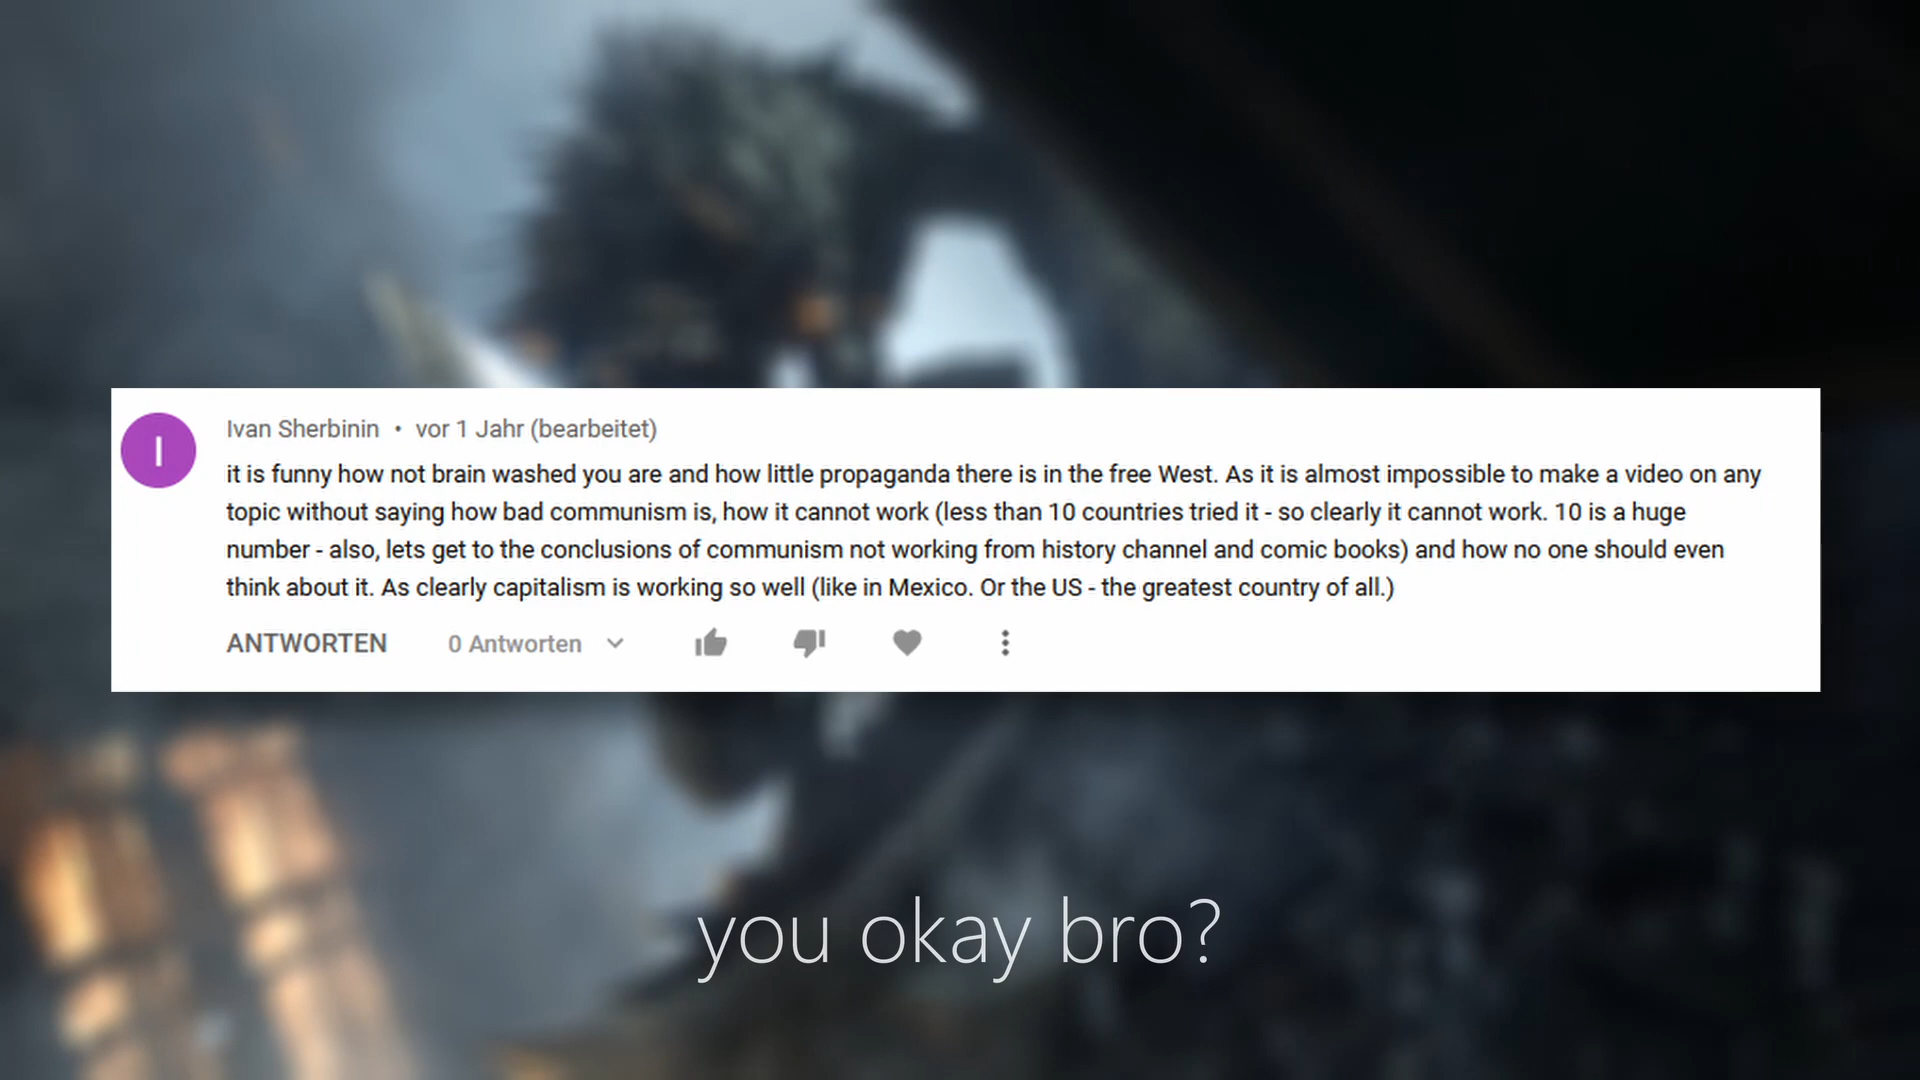 I
Ivan Sherbinin • vor 1 Jahr (bearbeitet)
it is funny how not brain washed you are and how little propaganda there is in the free West. As it is almost impossible to make a video on any
topic without saying how bad communism is, how it cannot work (less than 10 countries tried it - so clearly it cannot work. 10 is a huge
number - also, lets get to the conclusions of communism not working from history channel and comic books) and how no one should even
think about it. As clearly capitalism is working so well (like in Mexico. Or the US - the greatest country of all.)
ANTWORTEN 0 Antworten
you okay bro?